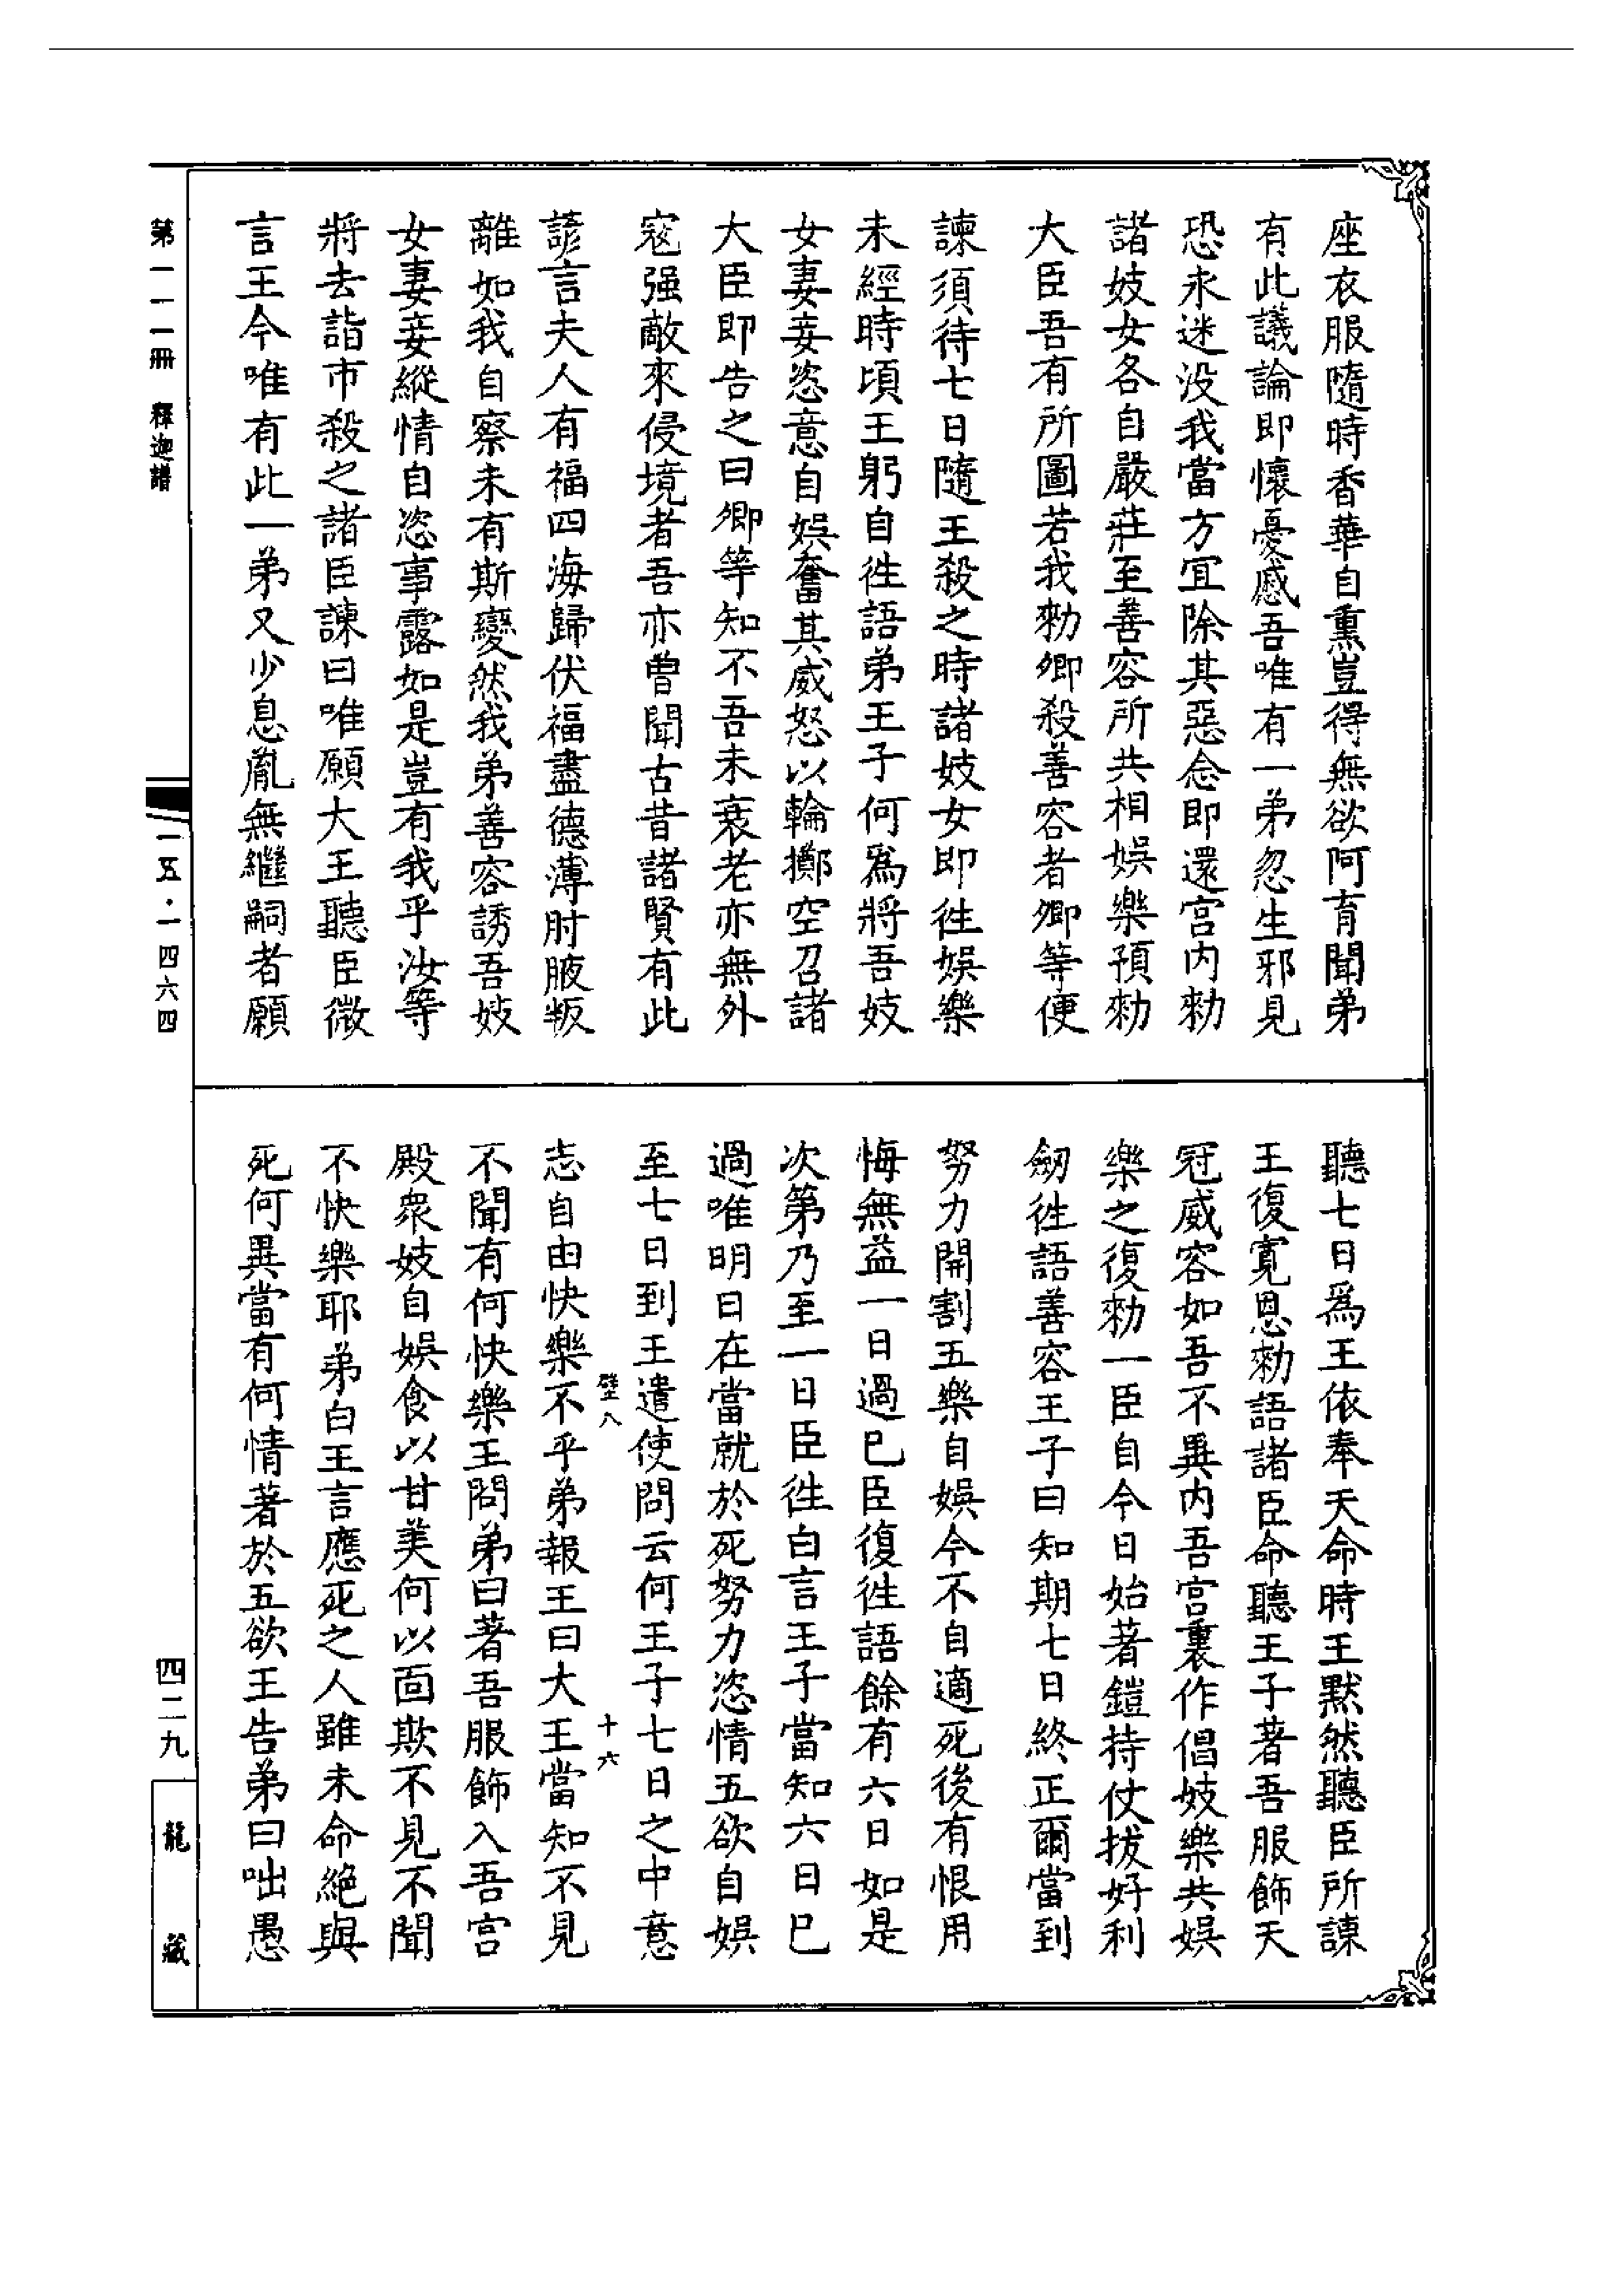 座衣服隨時香華自熏豈得無欲阿育聞弟
有此議論即懷憂慼吾唯有一弟忽生邪見
恐永迷没我當方宜除其惡念即還宮内勑
諸妓女各自嚴莊至善容所共相娛樂預勑
大臣吾有所圖若我勑卿殺善容者卿等便
諫須待七日隨王殺之時諸妓女即徃娛樂
未經時頃王躬自徃語弟王子何爲將吾妓
女妻妾恣意自娛奮其威怒以輪擲空召諸
大臣即告之曰卿等知不吾未衰老亦無外
寇强敵來侵境者吾亦曽聞古昔諸賢有此
諺言夫人有福四海歸伏福盡德薄肘腋叛
離如我自察未有斯變然我弟善容誘吾妓
女妻妾縱情自恣事露如是豈有我乎汝等
將去詣市殺之諸臣諫曰唯願大王聽臣微
言王今唯有此一弟又少息胤無繼嗣者願
聽七日爲王依奉天命時王默然聽臣所諫
王復寛恩勑語諸臣命聽王子著吾服飾天
冠威容如吾不異内吾宮裏作倡妓樂共娛
樂之復勑一臣自今日始著鎧持仗拔好利
劒徃語善容王子曰知期七日終正爾當到
努力開割五樂自娛今不自適死後有恨用
悔無益一日過巳臣復徃語餘有六日如是
次第乃至一日臣徃白言王子當知六日巳
過唯明日在當就於死努力恣情五欲自娛
至七日到王遣使問云何王子七日之中意
壁八 十六
志自由快樂不乎弟報王曰大王當知不見
不聞有何快樂王問弟曰著吾服飾入吾宮
殿衆妓自娛食以甘美何以面欺不見不聞
不快樂耶弟白王言應死之人雖未命絶與
死何異當有何情著於五欲王告弟曰咄愚
第一一一冊 釋迦譜
一五·一四六四
四二九
龍藏